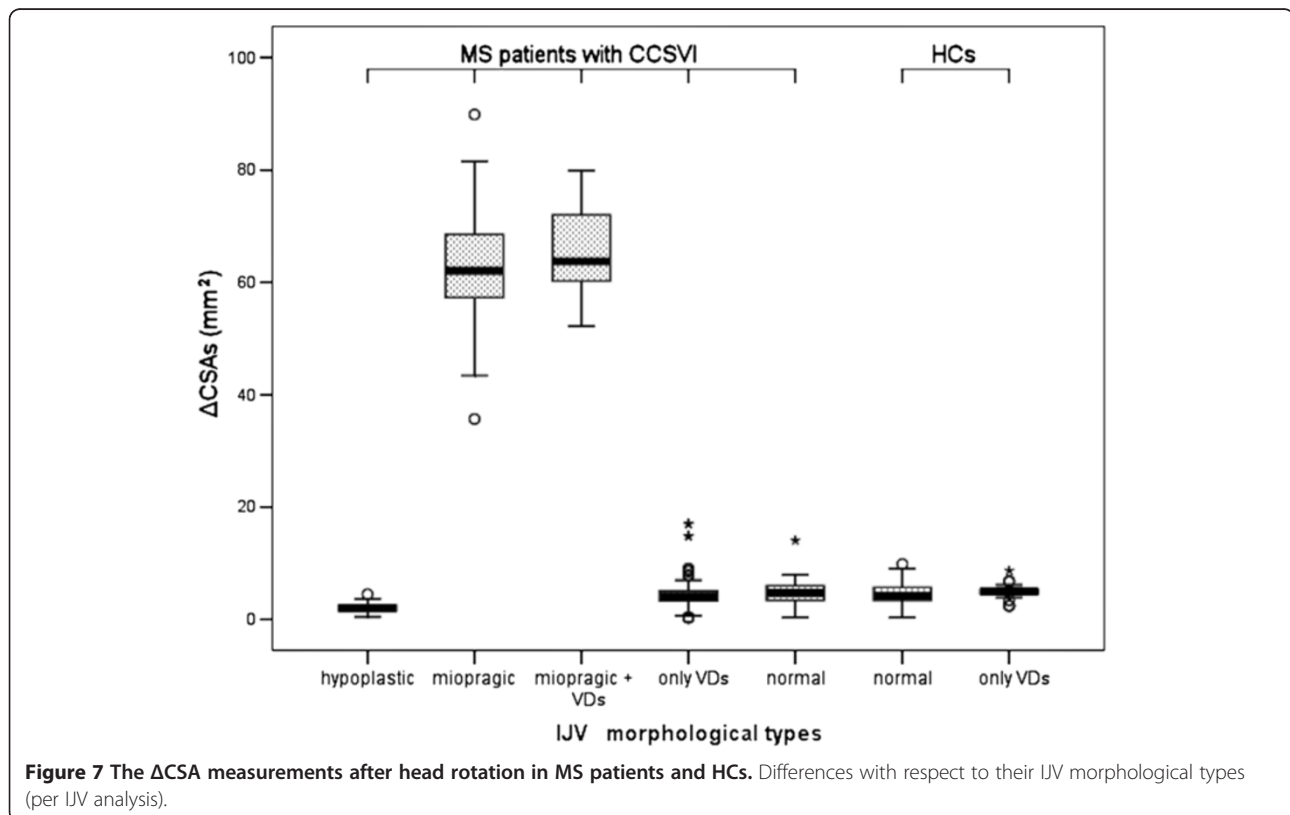 MS patients with CCSVI HCs
100
80
60
40
20
0
ΔCSAs (mm²)
hypoplastic miopragic miopragic + VDs only VDs normal normal only VDs
IJV morphological types
Figure 7 The ΔCSA measurements after head rotation in MS patients and HCs. Differences with respect to their IJV morphological types
(per IJV analysis).